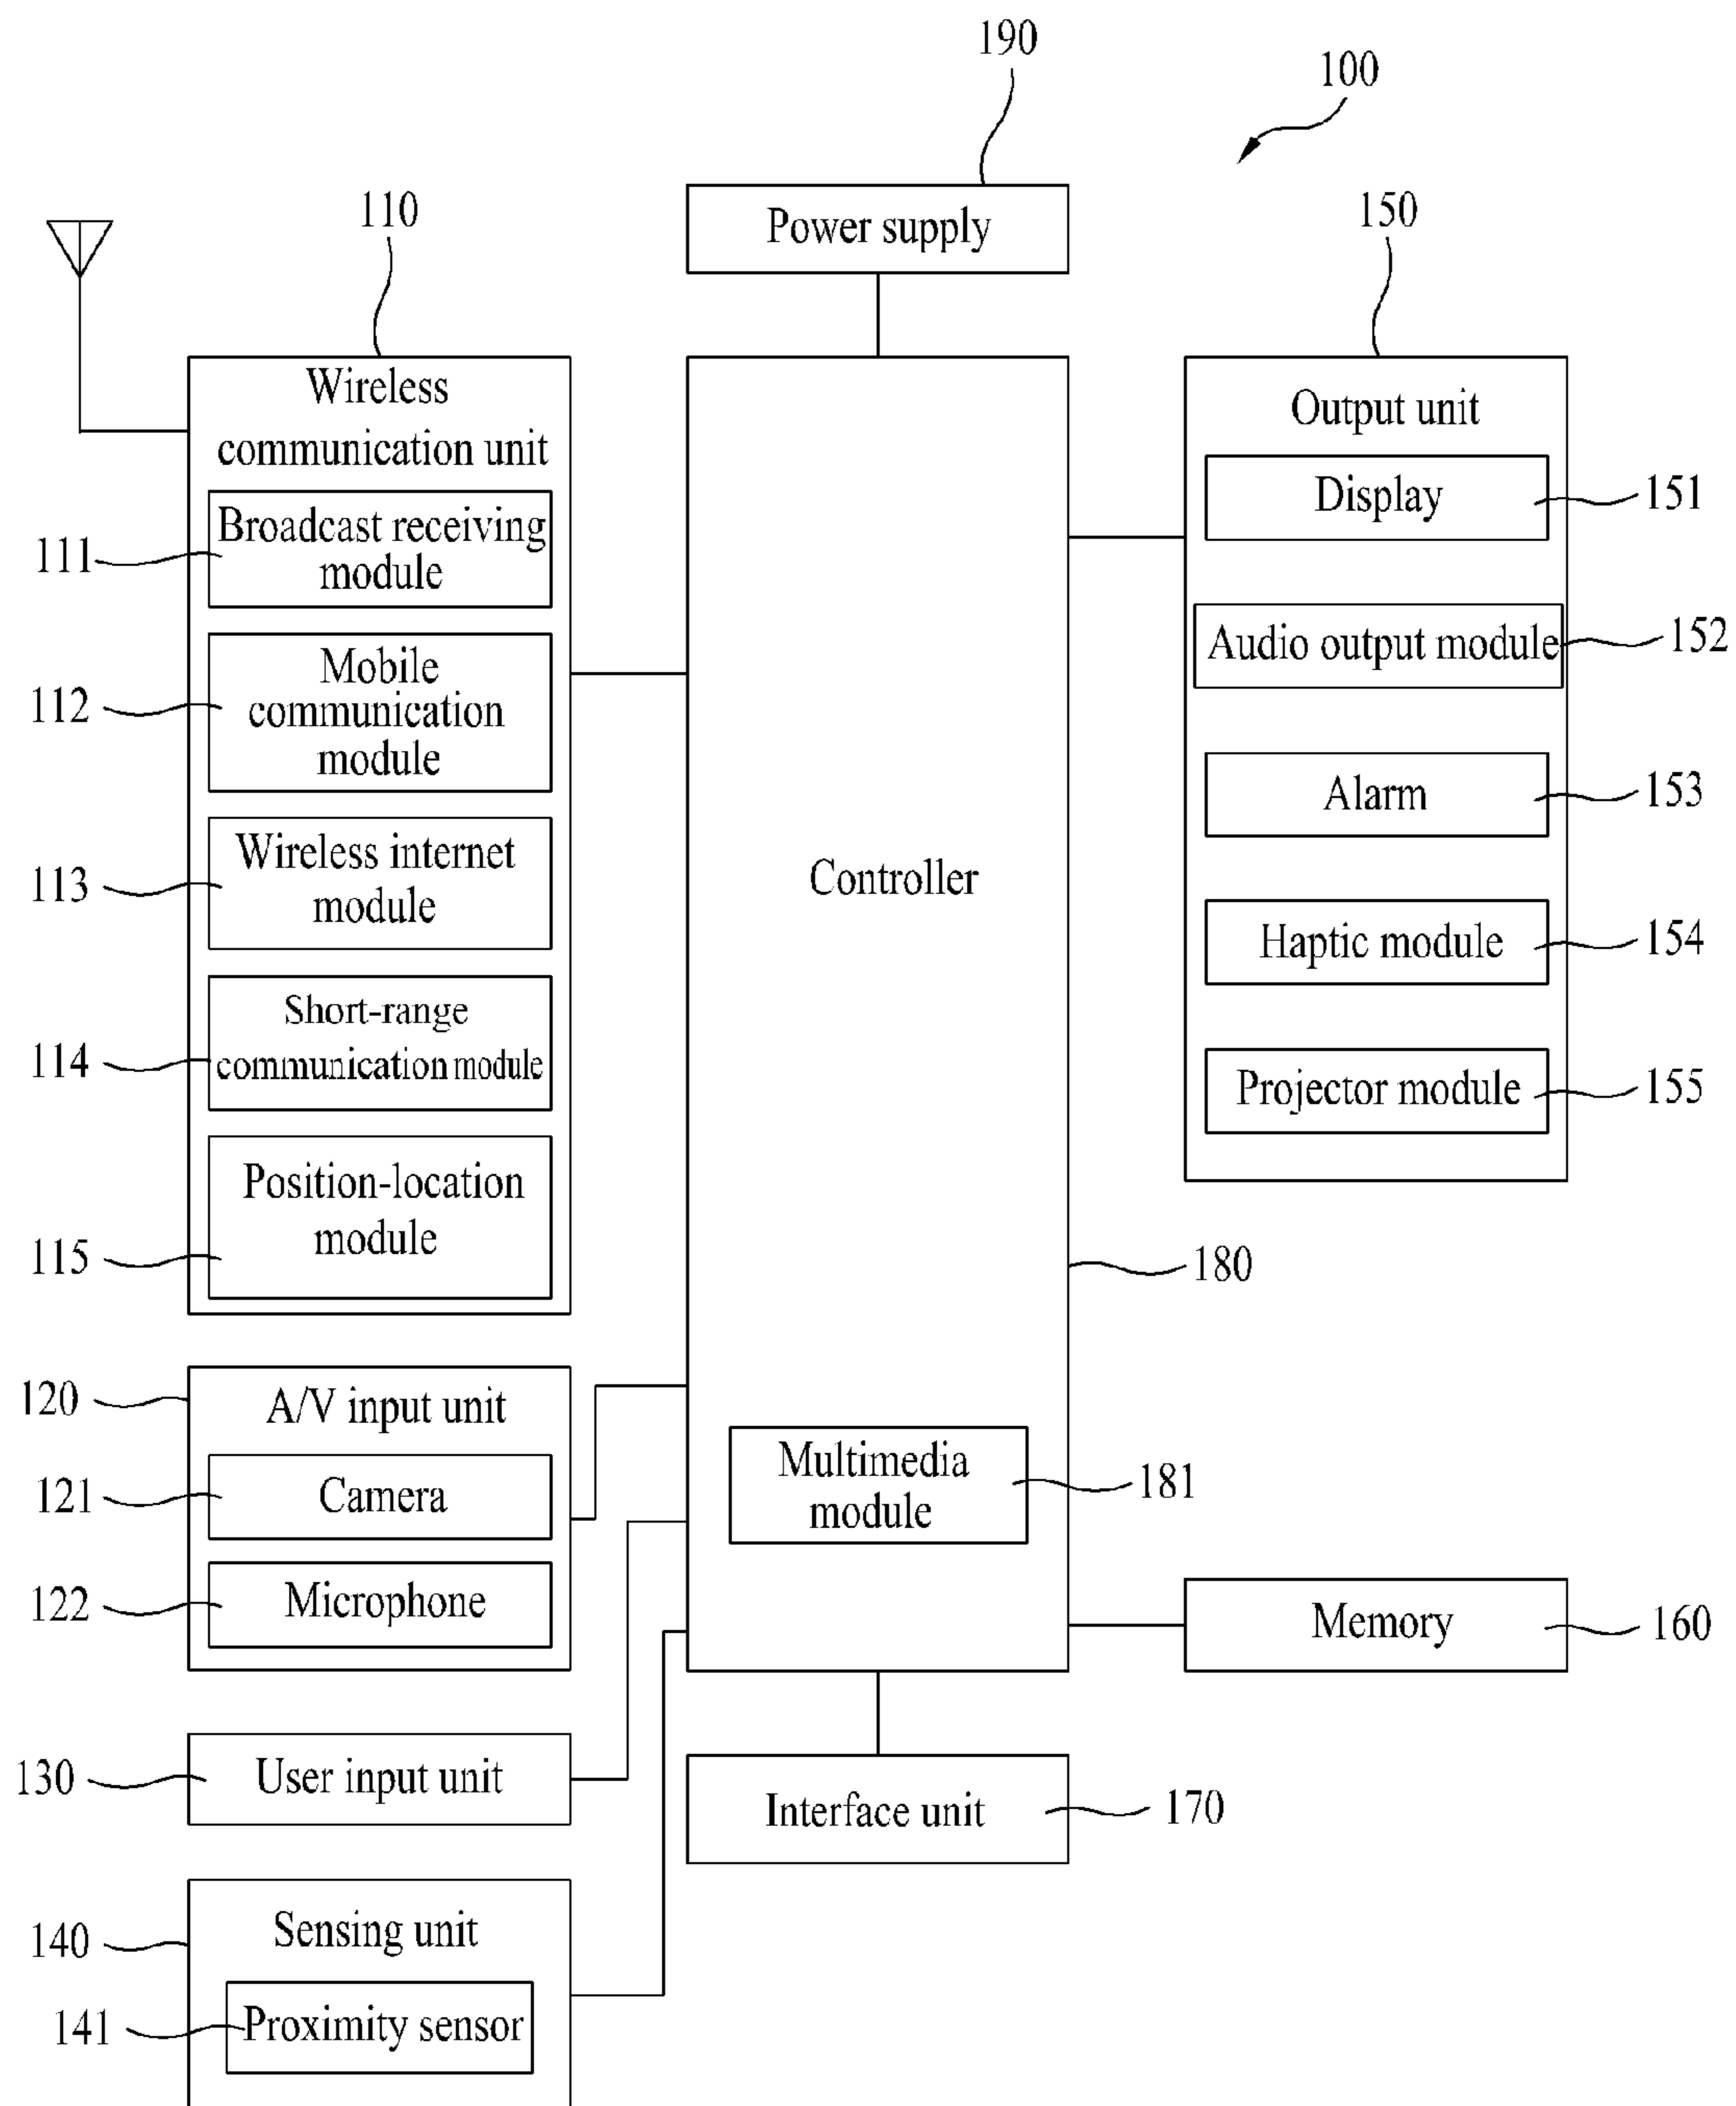 190
100
Power supply
110
150
Wireless
communication unit
Broadcast receiving
module
111
Mobile
communication
module
112
Wireless internet
module
113
Short-range
communication module
114
Position-location
module
115
120
A/V input unit
121
Camera
122
Microphone
130
User input unit
140
Sensing unit
141
Proximity sensor
Controller
180
Multimedia
module
181
Interface unit
170
Output unit
Display
151
Audio output module
152
Alarm
153
Haptic module
154
Projector module
155
Memory
160